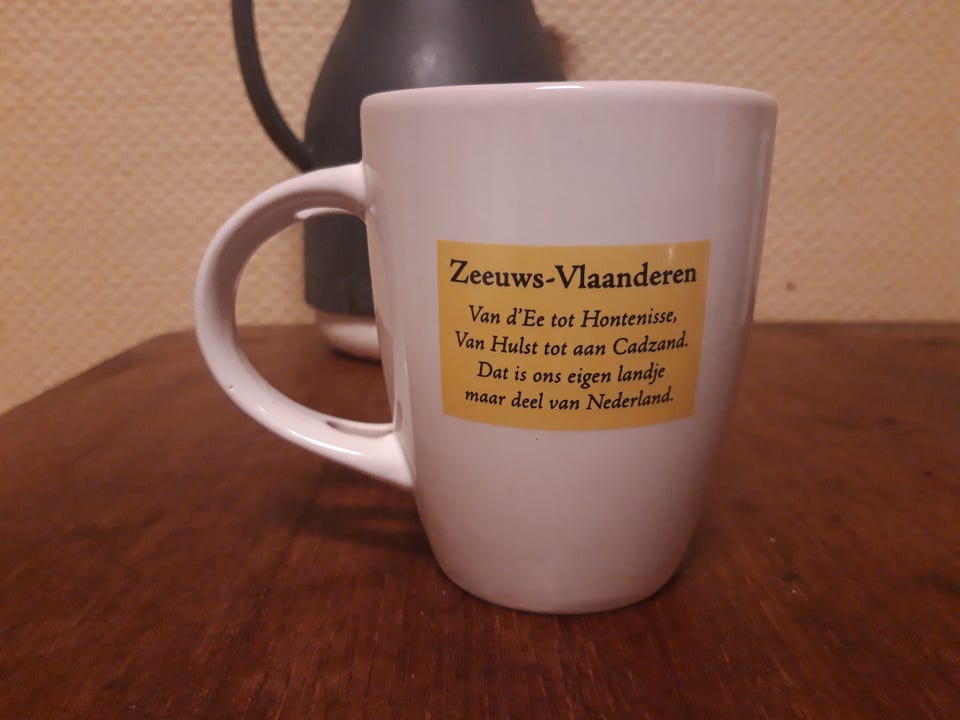 Zeeuws-Vlaanderen
Van d'Ee tot Hontenisse,
Van Hulst tot aan Cadzand.
Dat is ons eigen landje
maar deel van Nederland.